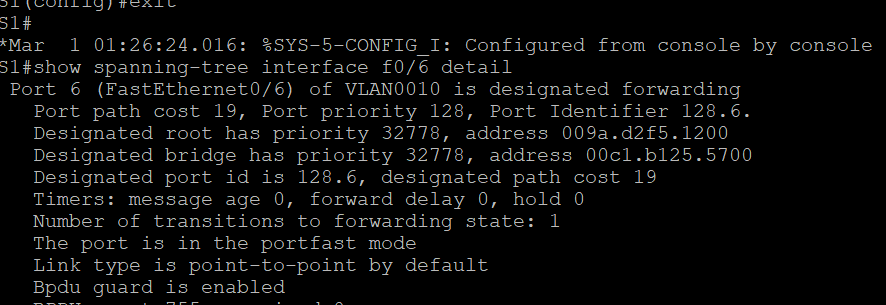 S1(config)#exit
S1#
*Mar  1 01:26:24.016: %SYS-5-CONFIG_I: Configured from console by console
S1#show spanning-tree interface f0/6 detail
 Port 6 (FastEthernet0/6) of VLAN0010 is designated forwarding
   Port path cost 19, Port priority 128, Port Identifier 128.6.
   Designated root has priority 32778, address 009a.d2f5.1200
   Designated bridge has priority 32778, address 00c1.b125.5700
   Designated port id is 128.6, designated path cost 19
   Timers: message age 0, forward delay 0, hold 0
   Number of transitions to forwarding state: 1
   The port is in the portfast mode
   Link type is point-to-point by default
   Bpdu guard is enabled